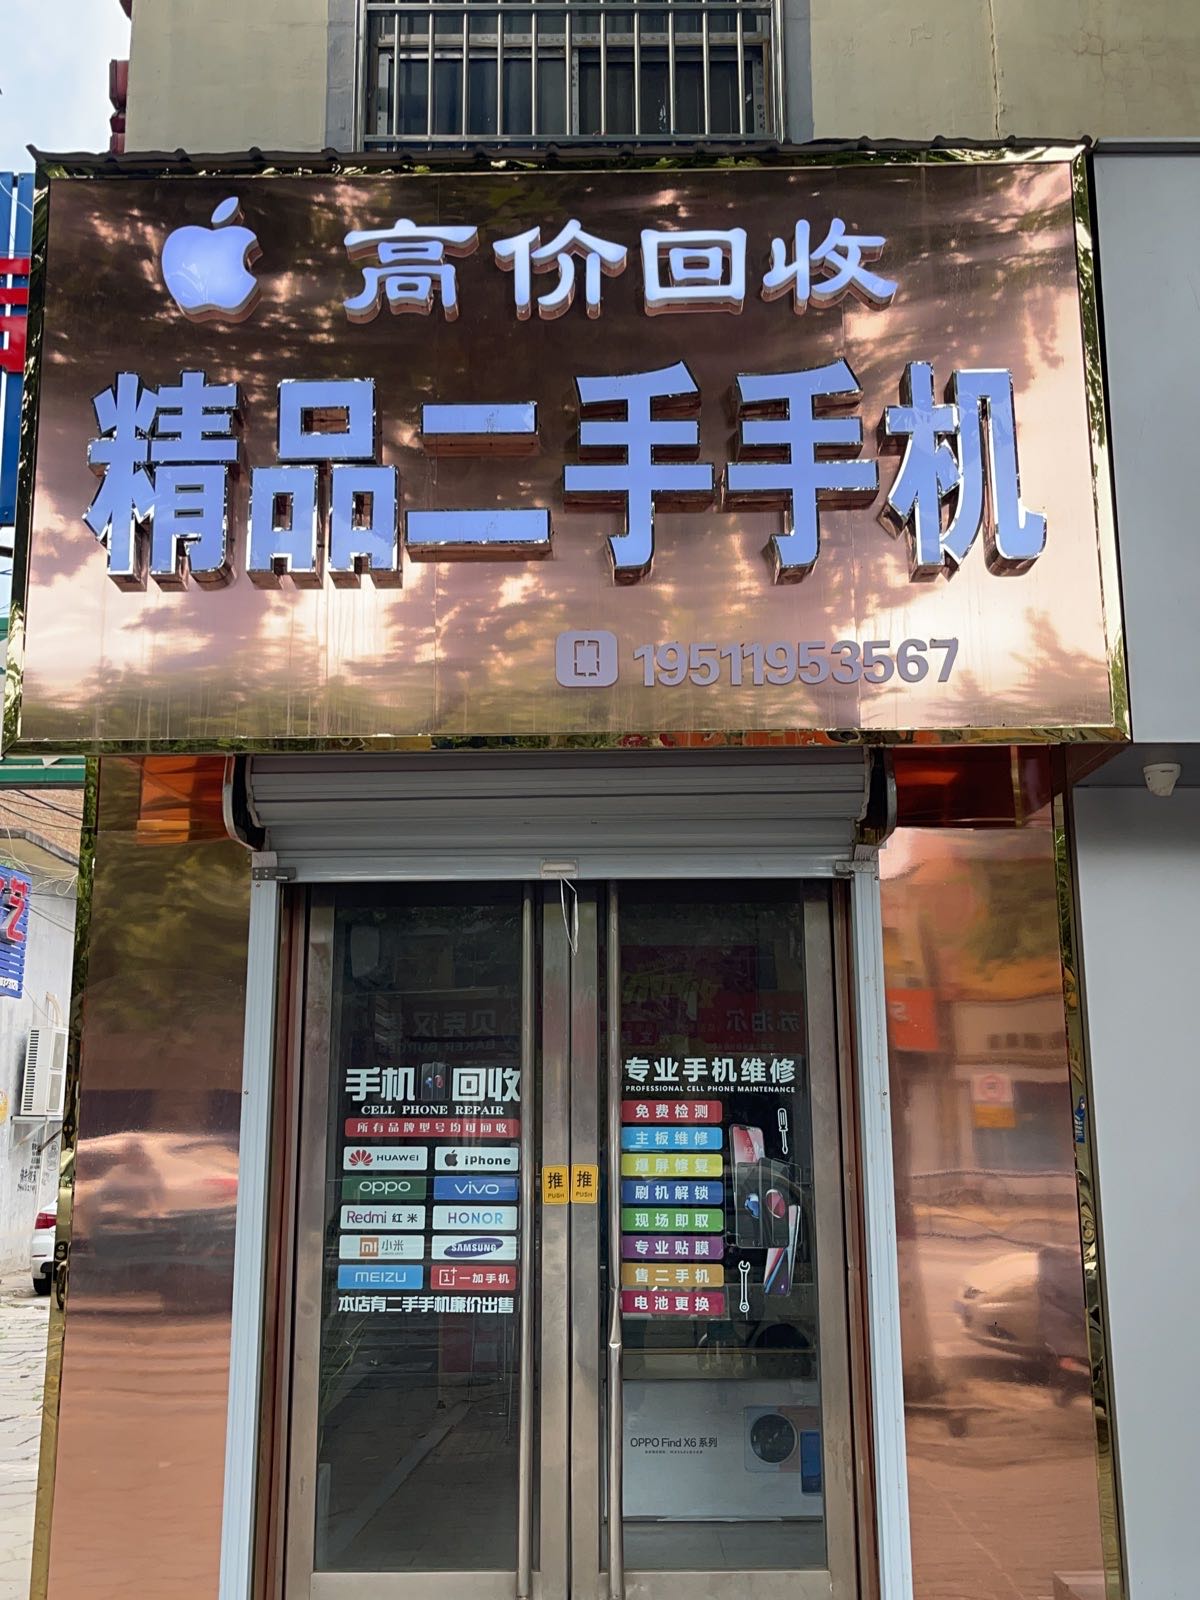 高价回收
精品二手手机
19511953567
手机回收
CELL PHONE REPAIR
所有品牌型号均可回收
HUAWEI
iPhone
oppo
vivo
Redmi 红米
HONOR
mi 小米
SAMSUNG
MEIZU
1+ 一加手机
本店有二手手机廉价出售
推
PUSH
推
PUSH
专业手机维修
PROFESSIONAL CELL PHONE MAINTENANCE
免费检测
主板维修
爆屏修复
刷机解锁
现场即取
专业贴膜
售二手机
电池更换
OPPO Find X6 系列